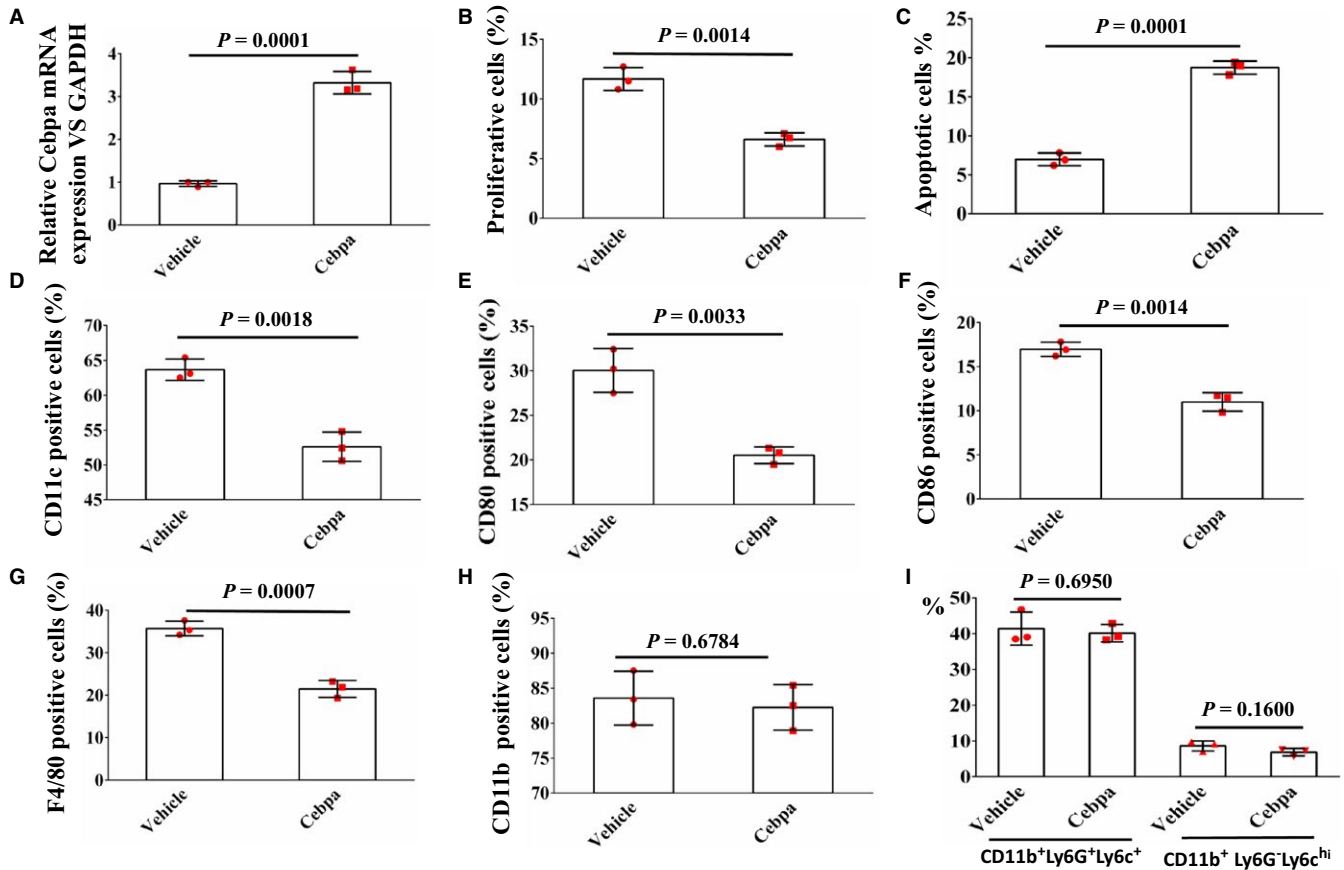 A
Relative Cebpa mRNA
expression VS GAPDH
P = 0.0001
4
3
2
1
0
Vehicle
Cebpa
B
Proliferative cells (%)
P = 0.0014
15
10
5
0
Vehicle
Cebpa
C
Apoptotic cells %
P = 0.0001
25
20
15
10
5
0
Vehicle
Cebpa
D
CD11c positive cells (%)
P = 0.0018
70
65
60
55
50
45
Vehicle
Cebpa
E
CD80 positive cells (%)
P = 0.0033
35
30
25
20
15
Vehicle
Cebpa
F
CD86 positive cells (%)
P = 0.0014
20
15
10
5
0
Vehicle
Cebpa
G
F4/80 positive cells (%)
P = 0.0007
40
30
20
10
0
Vehicle
Cebpa
H
CD11b positive cells (%)
P = 0.6784
95
90
85
80
75
70
Vehicle
Cebpa
I
%
P = 0.6950
P = 0.1600
50
40
30
20
10
0
Vehicle
Cebpa
Vehicle
Cebpa
CD11b⁺Ly6G⁺Ly6c⁺
CD11b⁺ Ly6G⁻Ly6cʰⁱ